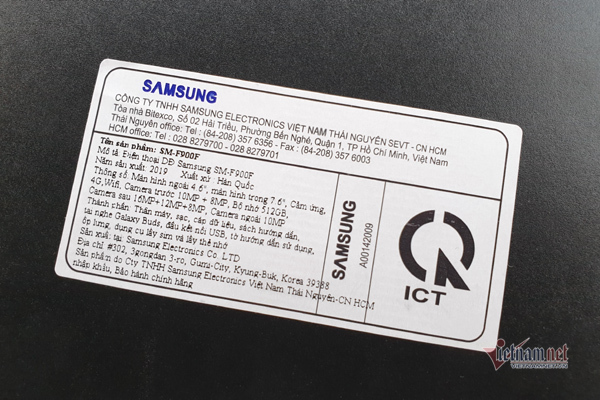 SAMSUNG
CÔNG TY TNHH SAMSUNG ELECTRONICS VIỆT NAM THÁI NGUYÊN SEVT - CN HCM
Tòa nhà Bitexco, Số 02 Hải Triều, Phường Bến Nghé, Quận 1, TP Hồ Chí Minh, Việt Nam
Thái Nguyên office: Tel : (84-208) 357 6356 - Fax : (84-208) 357 6003
HCM office: Tel : 028 8279700 - 028 8279701
Tên sản phẩm: SM-F900F
Mô tả: Điện thoại DĐ Samsung SM-F900F
Năm sản xuất: 2019 Xuất xứ: Hàn Quốc
Thông số: Màn hình ngoài 4.6", màn hình trong 7.6", Cảm ứng,
4G,Wifi, Camera trước 10MP + 8MP, Bộ nhớ 512GB,
Camera sau 16MP+12MP+8MP, Camera ngoài 10MP
Thành phần: Thân máy, sạc, cáp dữ liệu, sách hướng dẫn,
tai nghe Galaxy Buds, đầu kết nối USB, tờ hướng dẫn sử dụng,
ốp lưng, dụng cụ lấy sim và lẫy thẻ nhớ
Sản xuất tại: Samsung Electronics Co. LTD
Địa chỉ #302, 3gongdan 3-ro, Gumi-City, Kyung-Buk, Korea 39388
Sản phẩm do Cty TNHH Samsung Electronics Việt Nam Thái Nguyên-CN HCM
nhập khẩu, Bảo hành chính hãng
SAMSUNG
A00142009
ICT
Vietnam.net
VIETNAMNET.VN